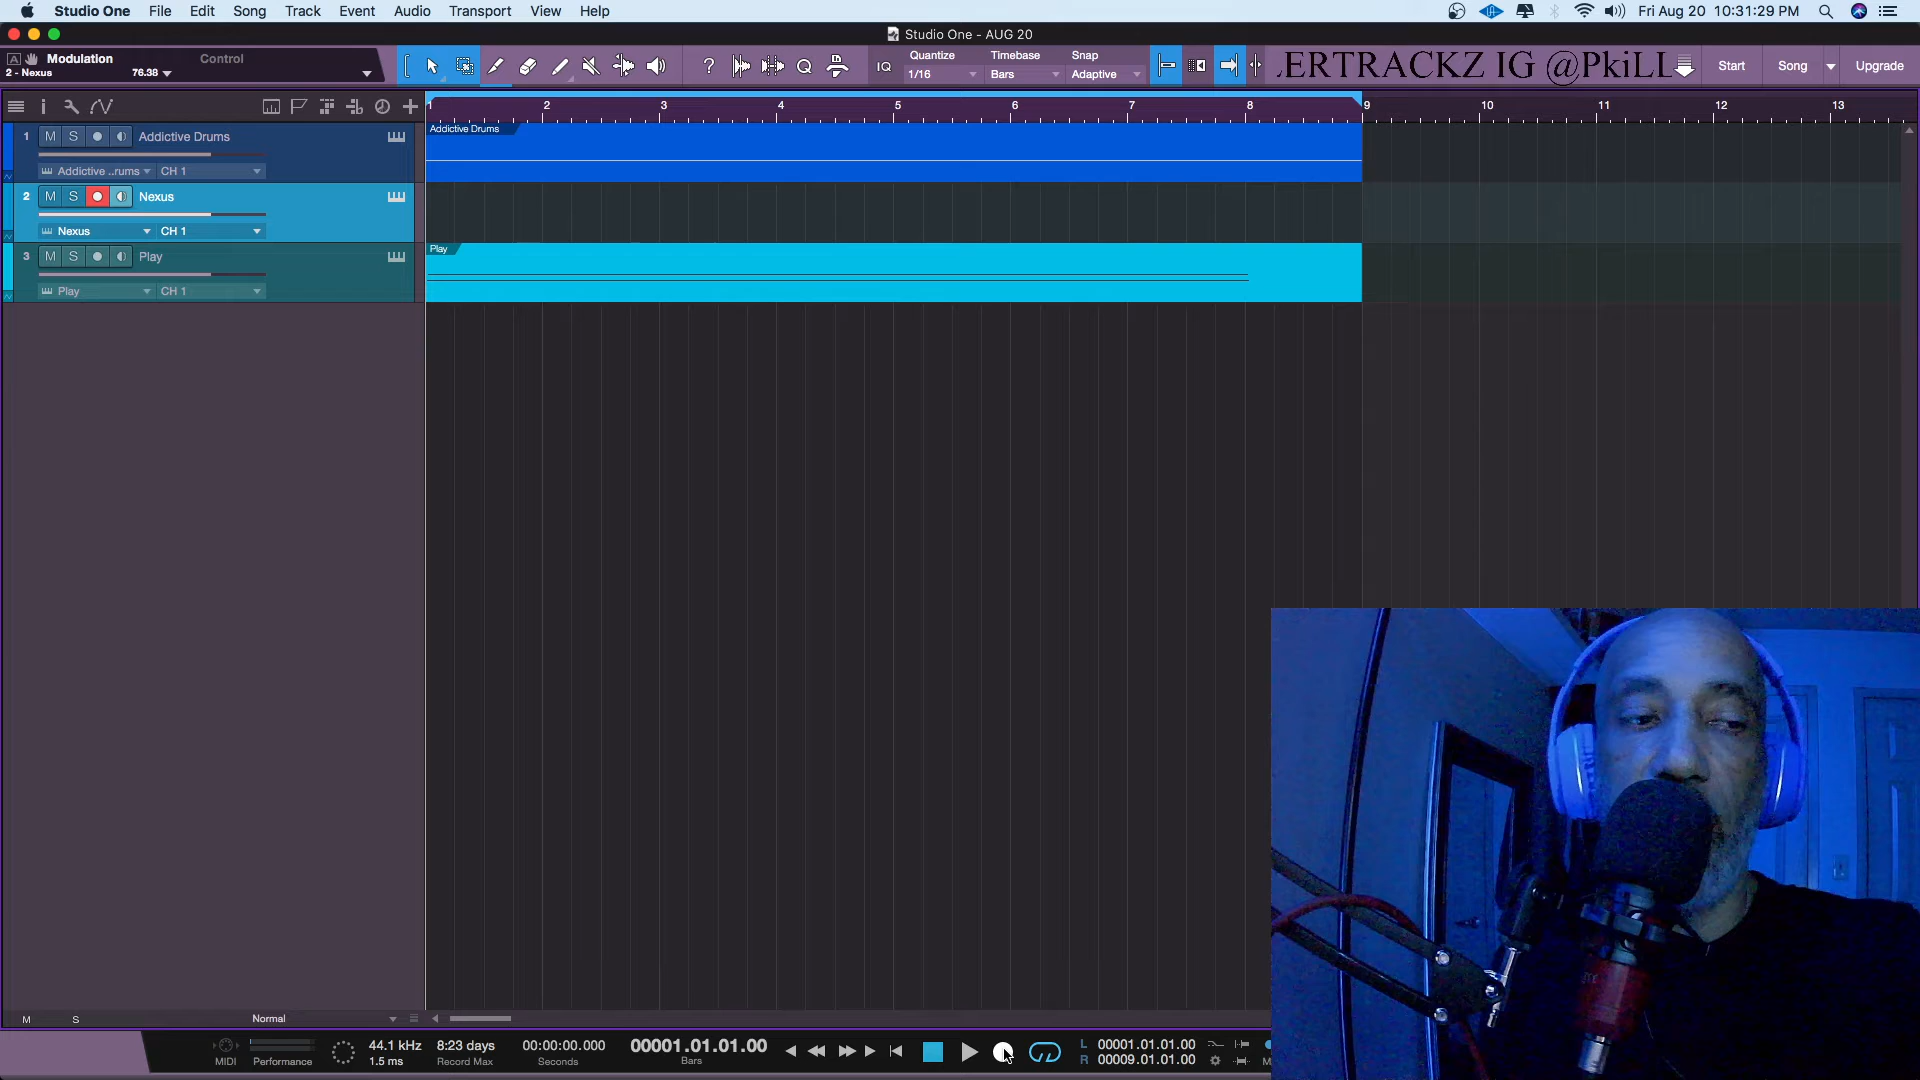 Studio One File Edit Song Track Event Audio Transport View Help
Fri Aug 20 10:31:29 PM
Studio One - AUG 20
Modulation
Control
2 - Nexus
76.38
IQ
Quantize
1/16
Timebase
Bars
Snap
Adaptive
ERTRACKZ IG @PkiLL
Start
Song
Upgrade
1 2 3 4 5 6 7 8 9 10 11 12 13
1 M S Addictive Drums
Addictive ..rums CH 1
Addictive Drums
2 M S Nexus
Nexus CH 1
3 M S Play
Play CH 1
Play
M S Normal
MIDI
Performance
44.1 kHz
1.5 ms
8:23 days
Record Max
00:00:00.000
Seconds
00001.01.01.00
Bars
L 00001.01.01.00
R 00009.01.01.00